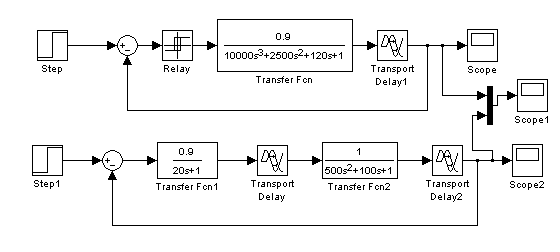 0.9
10000s³+2500s²+120s+1
Step
Relay
Transfer Fcn
Transport
Delay1
Scope
Scope1
0.9
20s+1
1
500s²+100s+1
Step1
Transfer Fcn1
Transport
Delay
Transfer Fcn2
Transport
Delay2
Scope2